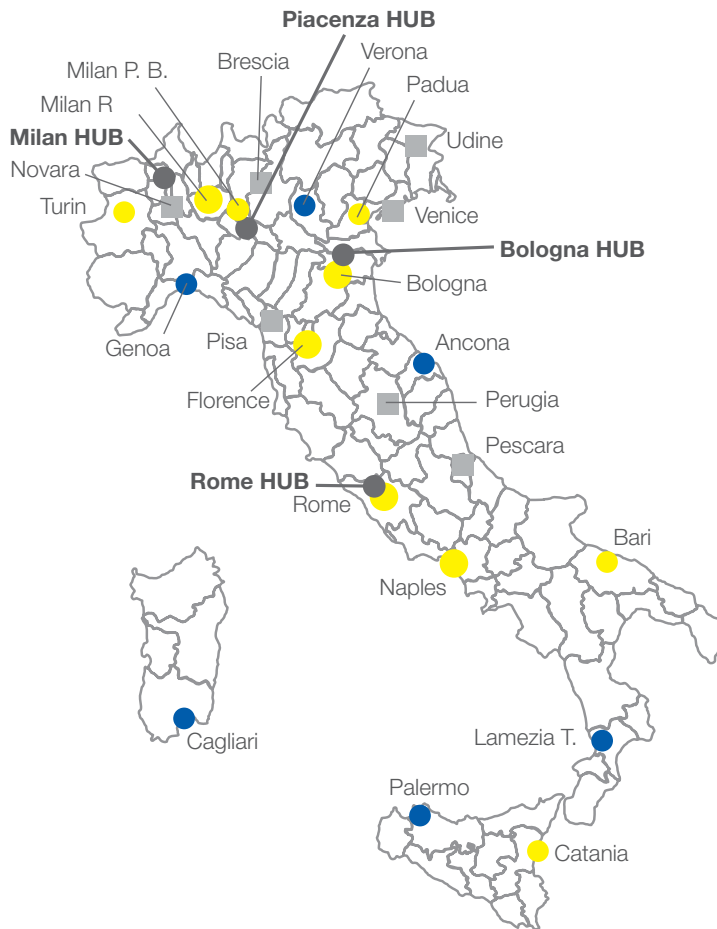 Piacenza HUB
Milan P. B.
Brescia
Verona
Milan R
Padua
Milan HUB
Udine
Novara
Turin
Venice
Bologna HUB
Bologna
Genoa
Pisa
Ancona
Florence
Perugia
Pescara
Rome HUB
Rome
Bari
Naples
Cagliari
Lamezia T.
Palermo
Catania